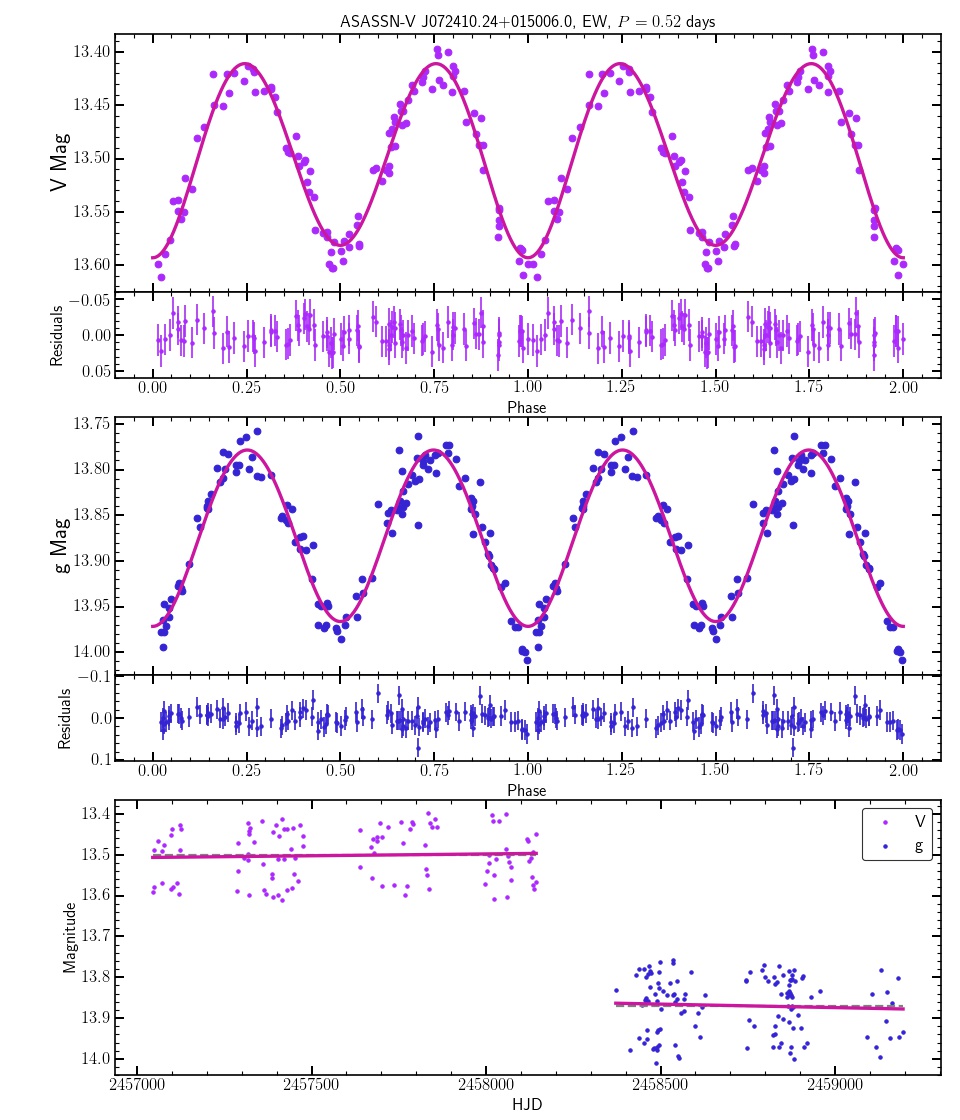 ASASSN-V J072410.24+015006.0, EW, P = 0.52 days
13.40
13.45
13.50
13.55
13.60
V Mag
−0.05
0.00
0.05
Residuals
0.00 0.25 0.50 0.75 1.00 1.25 1.50 1.75 2.00
Phase
13.75
13.80
13.85
13.90
13.95
14.00
g Mag
−0.1
0.0
0.1
Residuals
0.00 0.25 0.50 0.75 1.00 1.25 1.50 1.75 2.00
Phase
13.4
13.5
13.6
13.7
13.8
13.9
14.0
Magnitude
V
g
2457000 2457500 2458000 2458500 2459000
HJD